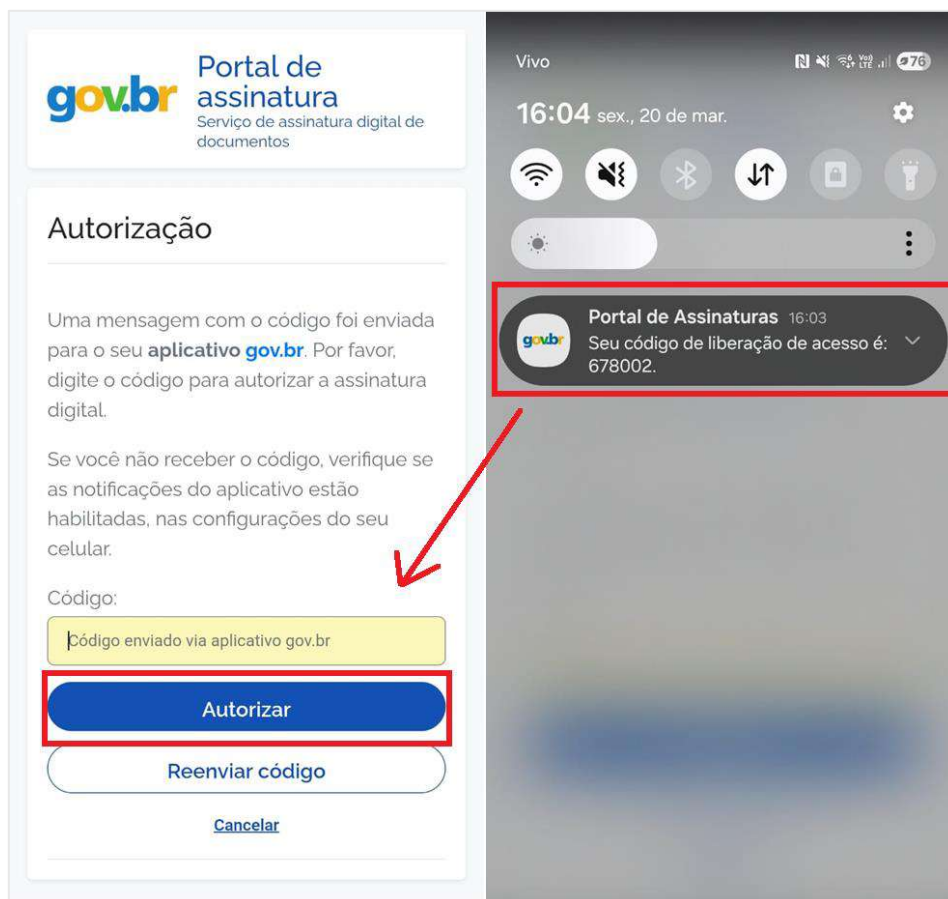 gov.br
Portal de
assinatura
Serviço de assinatura digital de
documentos
Autorização
Uma mensagem com o código foi enviada
para o seu aplicativo gov.br. Por favor,
digite o código para autorizar a assinatura
digital.
Se você não receber o código, verifique se
as notificações do aplicativo estão
habilitadas, nas configurações do seu
celular.
Código:
Código enviado via aplicativo gov.br
Autorizar
Reenviar código
Cancelar
Vivo
Vo))
LTE
76
16:04 sex., 20 de mar.
gov.br
Portal de Assinaturas 16:03
Seu código de liberação de acesso é:
678002.